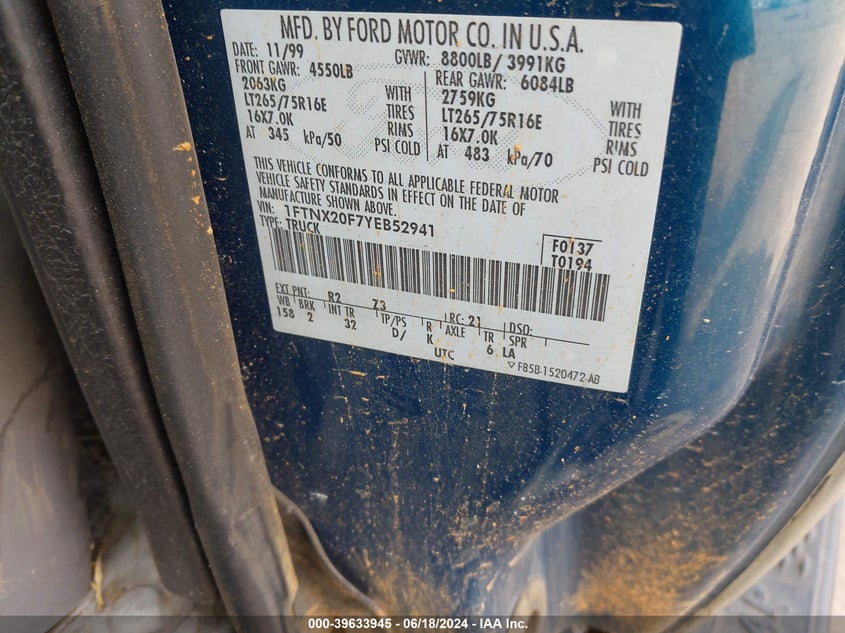 MFD. BY FORD MOTOR CO. IN U.S.A.
DATE: 11/99 GVWR: 8800LB/ 3991KG
FRONT GAWR: 4550LB REAR GAWR: 6084LB
2063KG WITH 2759KG WITH
LT265/75R16E TIRES LT265/75R16E TIRES
16X7.0K RIMS 16X7.0K RIMS
AT 345 kPa/50 PSI COLD AT 483 kPa/70 PSI COLD
THIS VEHICLE CONFORMS TO ALL APPLICABLE FEDERAL MOTOR
VEHICLE SAFETY STANDARDS IN EFFECT ON THE DATE OF
MANUFACTURE SHOWN ABOVE.
VIN: 1FTNX20F7YEB52941
TYPE: TRUCK
F0137
T0194
EXT PNT: R2 Z3 RC: 21 DSO:
WB BRK INT TR TP/PS R AXLE TR SPR
158 2 32 D/ K 6 LA
UTC
F85B-1520472-AB
000-39633945 - 06/18/2024 - IAA Inc.